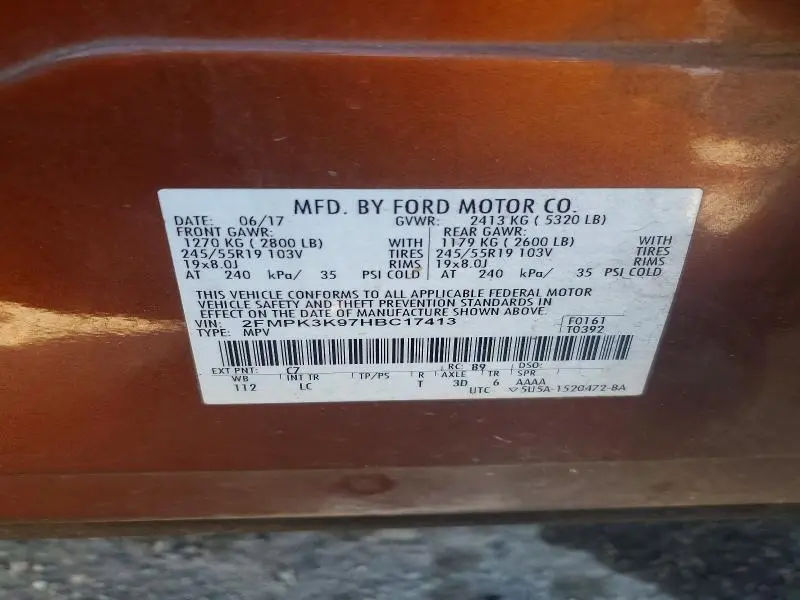 MFD. BY FORD MOTOR CO.
DATE: 06/17 GVWR: 2413 KG ( 5320 LB)
FRONT GAWR: REAR GAWR:
1270 KG ( 2800 LB) WITH 1179 KG ( 2600 LB) WITH
245/55R19 103V TIRES 245/55R19 103V TIRES
19x8.0J RIMS 19x8.0J RIMS
AT 240 kPa/ 35 PSI COLD AT 240 kPa/ 35 PSI COLD
THIS VEHICLE CONFORMS TO ALL APPLICABLE FEDERAL MOTOR
VEHICLE SAFETY AND THEFT PREVENTION STANDARDS IN
EFFECT ON THE DATE OF MANUFACTURE SHOWN ABOVE.
VIN: 2FMPK3K97HBC17413 F0161
TYPE: MPV T0392
EXT PNT: C7 RC: 89 DSO:
WB INT TR TP/PS R AXLE TR SPR
112 LC T 3D 6 AAAA
UTC ▽5U5A-1520472-BA